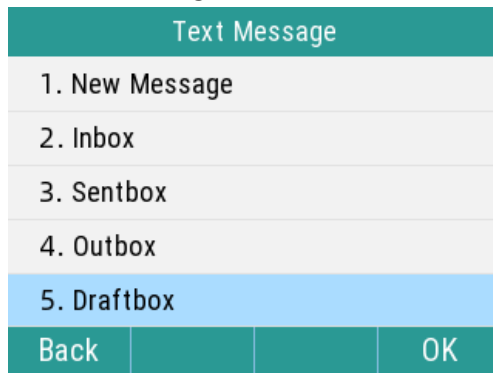 Text Message
1. New Message
2. Inbox
3. Sentbox
4. Outbox
5. Draftbox
Back OK